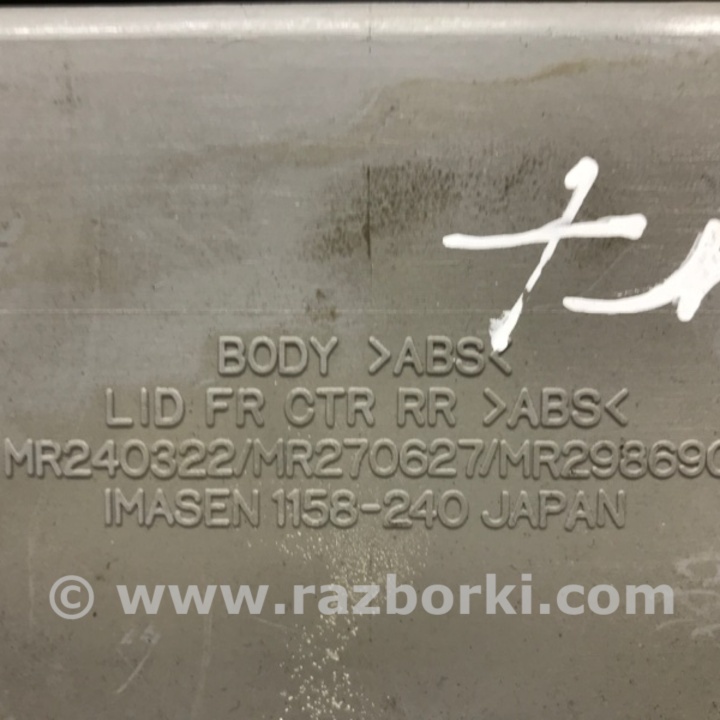 BODY >ABS<
LID FR CTR RR >ABS<
MR240322/MR270627/MR298690
IMASEN 1158-240 JAPAN
© www.razborki.com